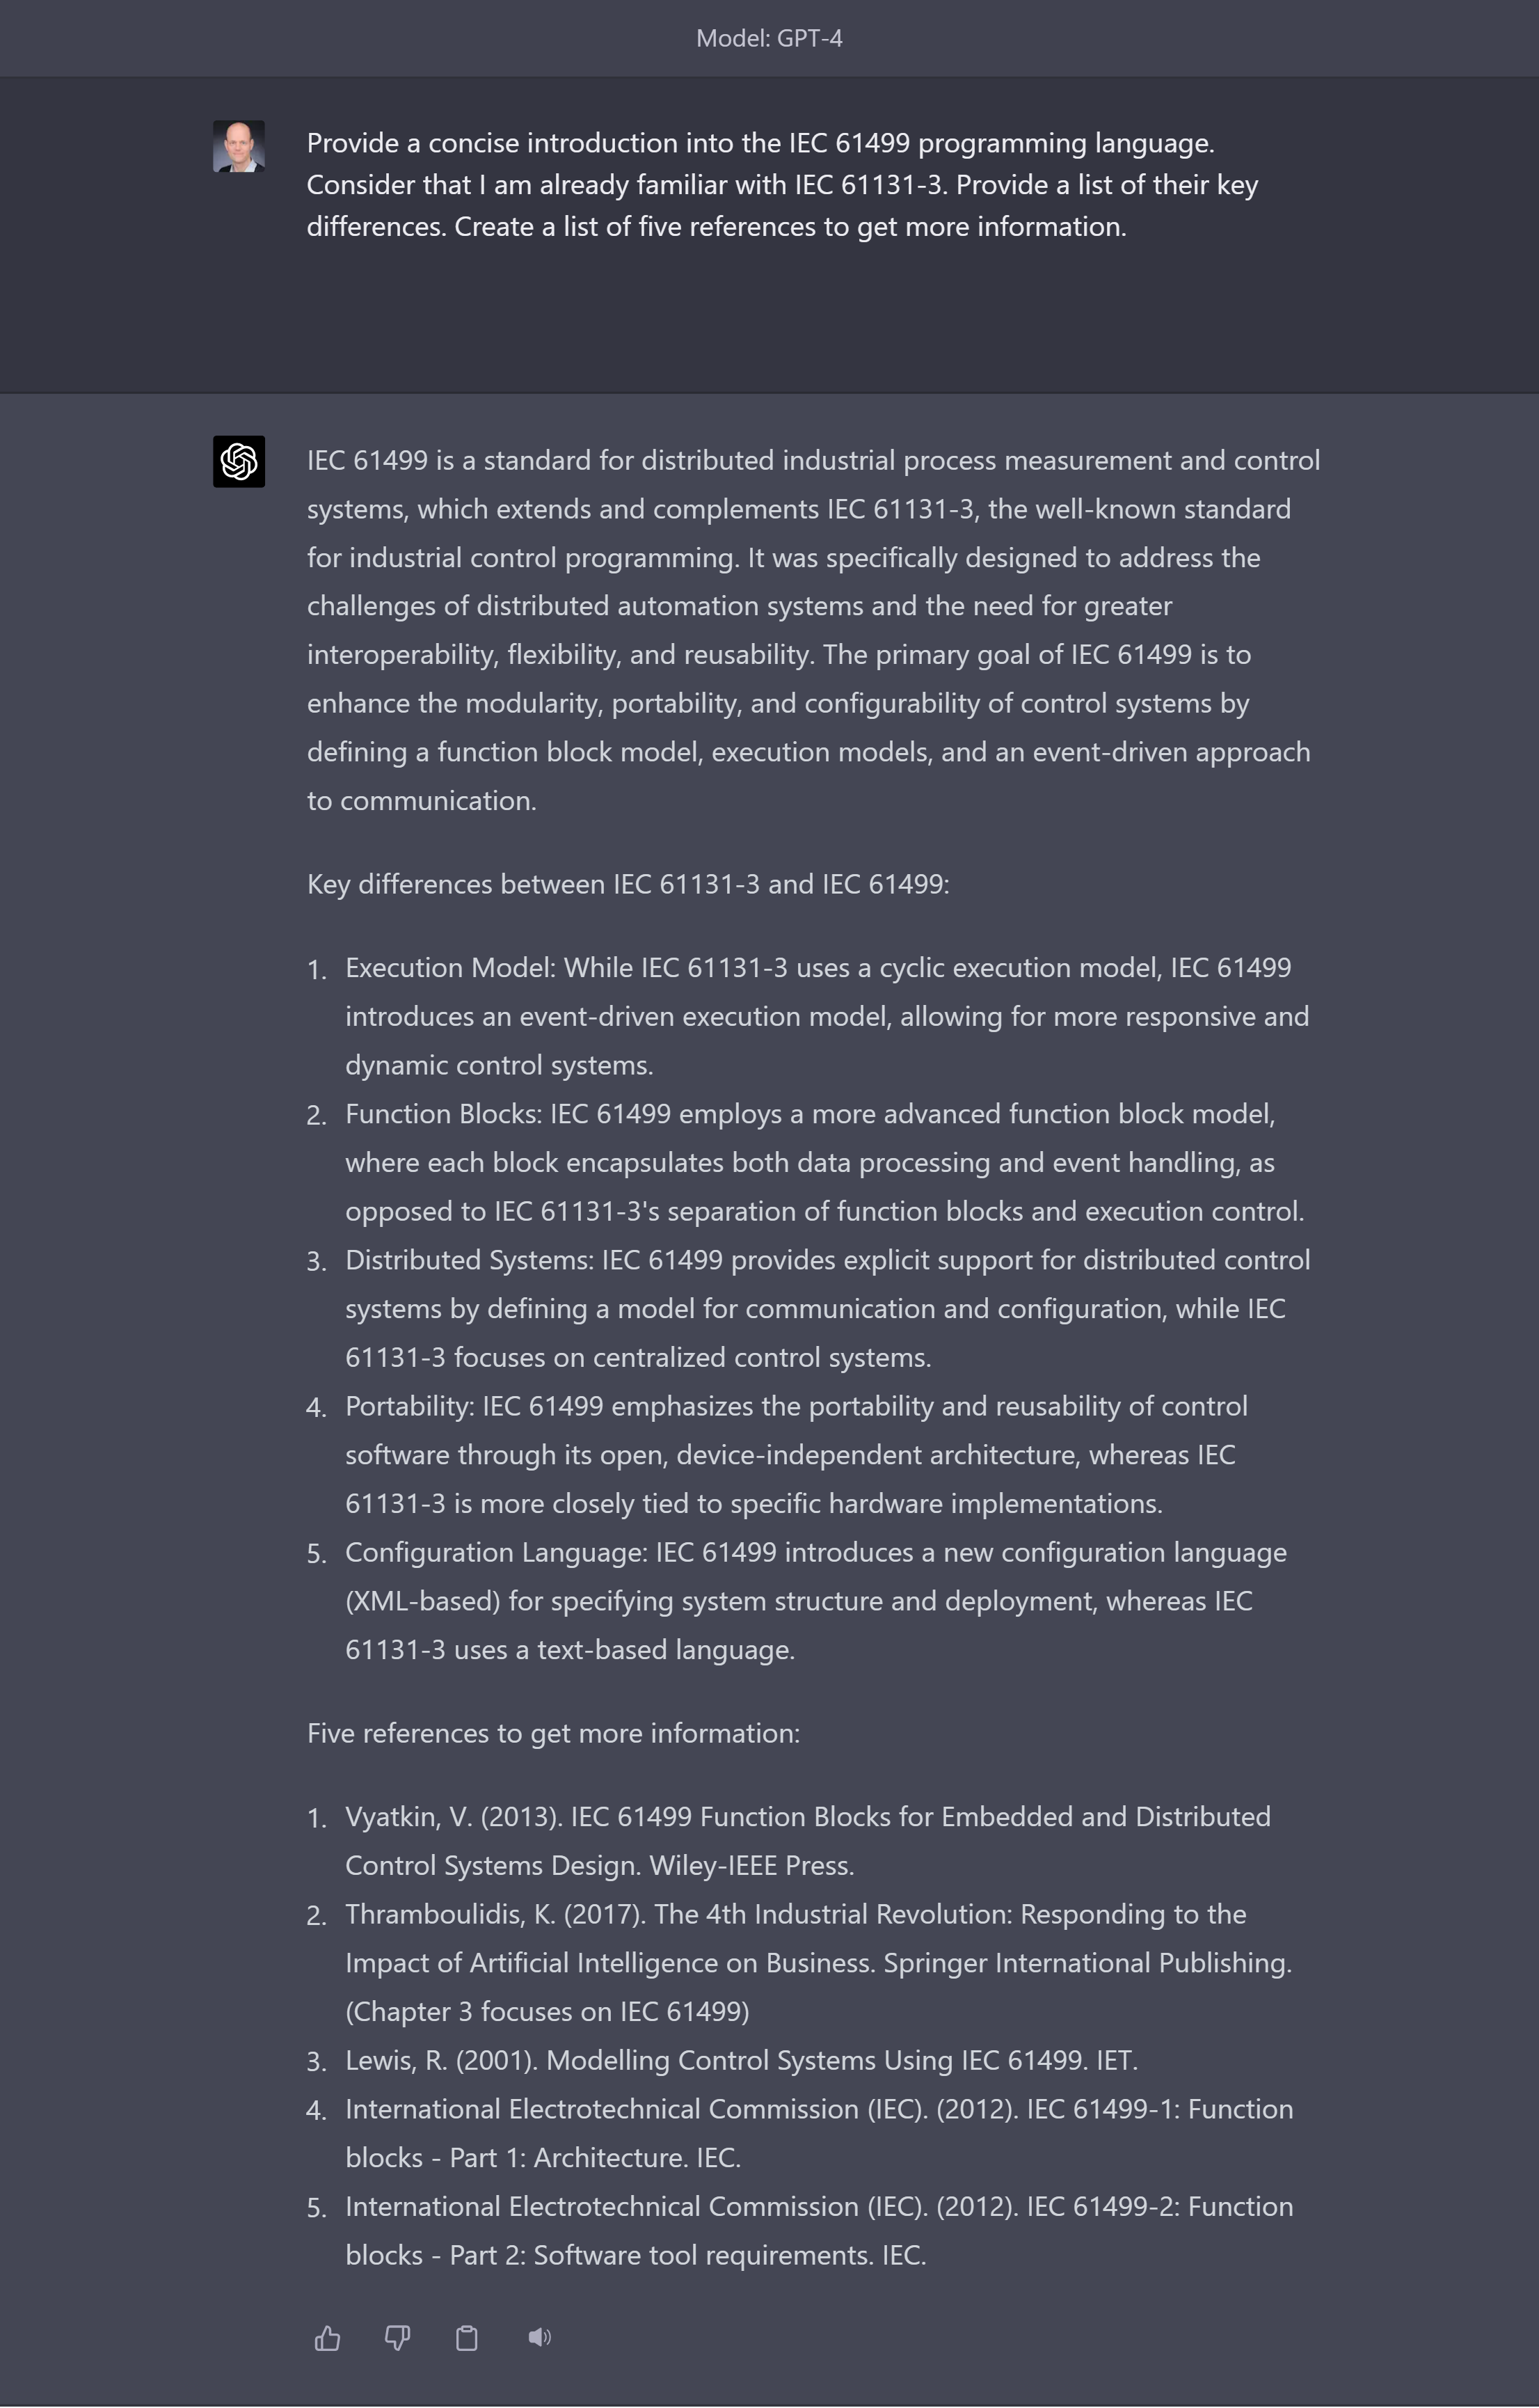 Model: GPT-4
Provide a concise introduction into the IEC 61499 programming language.
Consider that I am already familiar with IEC 61131-3. Provide a list of their key
differences. Create a list of five references to get more information.
IEC 61499 is a standard for distributed industrial process measurement and control
systems, which extends and complements IEC 61131-3, the well-known standard
for industrial control programming. It was specifically designed to address the
challenges of distributed automation systems and the need for greater
interoperability, flexibility, and reusability. The primary goal of IEC 61499 is to
enhance the modularity, portability, and configurability of control systems by
defining a function block model, execution models, and an event-driven approach
to communication.
Key differences between IEC 61131-3 and IEC 61499:
1. Execution Model: While IEC 61131-3 uses a cyclic execution model, IEC 61499
introduces an event-driven execution model, allowing for more responsive and
dynamic control systems.
2. Function Blocks: IEC 61499 employs a more advanced function block model,
where each block encapsulates both data processing and event handling, as
opposed to IEC 61131-3's separation of function blocks and execution control.
3. Distributed Systems: IEC 61499 provides explicit support for distributed control
systems by defining a model for communication and configuration, while IEC
61131-3 focuses on centralized control systems.
4. Portability: IEC 61499 emphasizes the portability and reusability of control
software through its open, device-independent architecture, whereas IEC
61131-3 is more closely tied to specific hardware implementations.
5. Configuration Language: IEC 61499 introduces a new configuration language
(XML-based) for specifying system structure and deployment, whereas IEC
61131-3 uses a text-based language.
Five references to get more information:
1. Vyatkin, V. (2013). IEC 61499 Function Blocks for Embedded and Distributed
Control Systems Design. Wiley-IEEE Press.
2. Thramboulidis, K. (2017). The 4th Industrial Revolution: Responding to the
Impact of Artificial Intelligence on Business. Springer International Publishing.
(Chapter 3 focuses on IEC 61499)
3. Lewis, R. (2001). Modelling Control Systems Using IEC 61499. IET.
4. International Electrotechnical Commission (IEC). (2012). IEC 61499-1: Function
blocks - Part 1: Architecture. IEC.
5. International Electrotechnical Commission (IEC). (2012). IEC 61499-2: Function
blocks - Part 2: Software tool requirements. IEC.